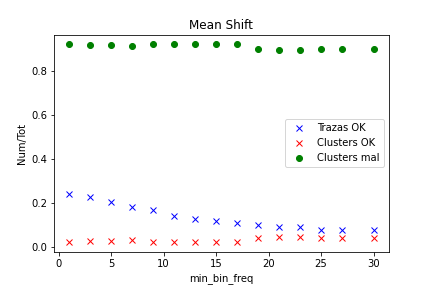 Mean Shift
Num/Tot
0.8
0.6
0.4
0.2
0.0
Trazas OK
Clusters OK
Clusters mal
0 5 10 15 20 25 30
min_bin_freq